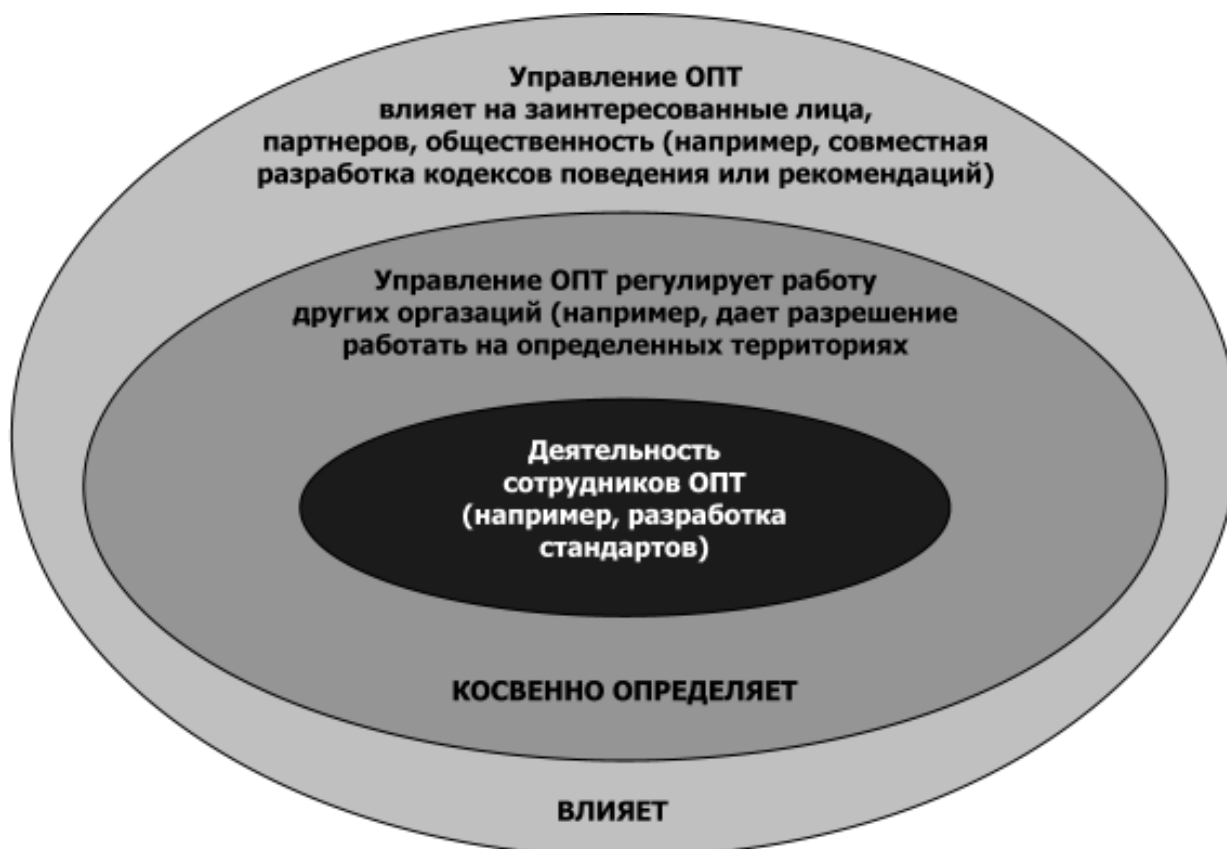 Управление ОПТ
влияет на заинтересованные лица,
партнеров, общественность (например, совместная
разработка кодексов поведения или рекомендаций)
Управление ОПТ регулирует работу
других оргазаций (например, дает разрешение
работать на определенных территориях
Деятельность
сотрудников ОПТ
(например, разработка
стандартов)
КОСВЕННО ОПРЕДЕЛЯЕТ
ВЛИЯЕТ